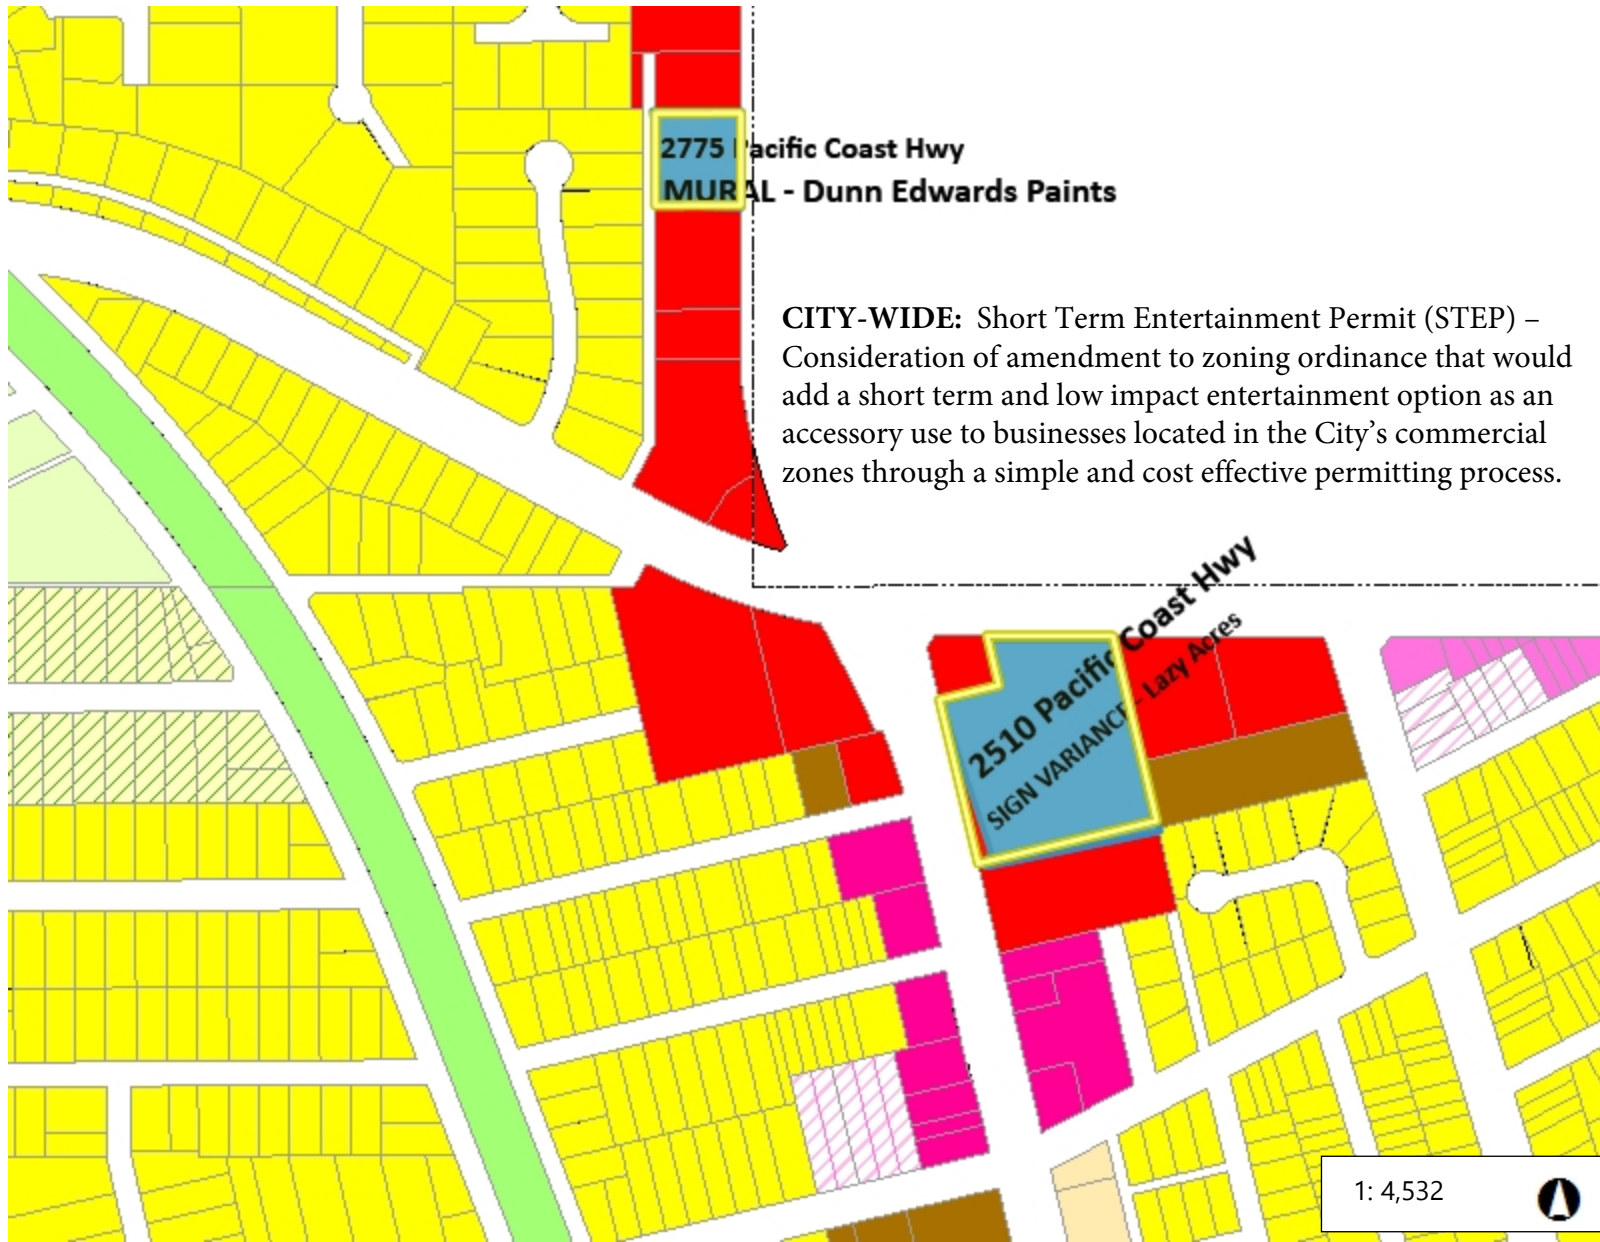 2775 Pacific Coast Hwy
MURAL - Dunn Edwards Paints
CITY-WIDE: Short Term Entertainment Permit (STEP) –
Consideration of amendment to zoning ordinance that would
add a short term and low impact entertainment option as an
accessory use to businesses located in the City’s commercial
zones through a simple and cost effective permitting process.
2510 Pacific Coast Hwy
SIGN VARIANCE - Lazy Acres
1: 4,532